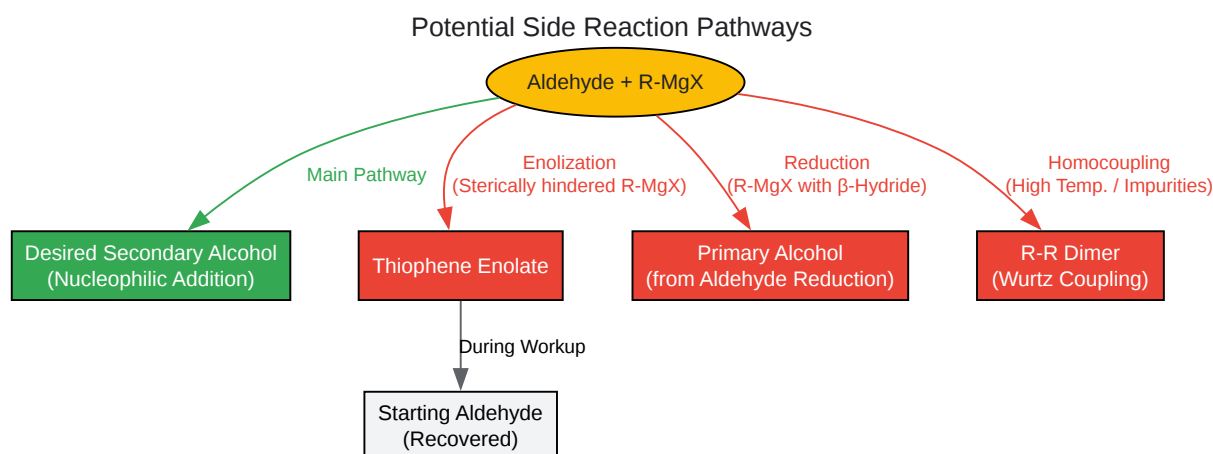 Potential Side Reaction Pathways
Aldehyde + R-MgX
Main Pathway
Enolization
(Sterically hindered R-MgX)
Reduction
(R-MgX with β-Hydride)
Homocoupling
(High Temp. / Impurities)
Desired Secondary Alcohol
(Nucleophilic Addition)
Thiophene Enolate
Primary Alcohol
(from Aldehyde Reduction)
R-R Dimer
(Wurtz Coupling)
During Workup
Starting Aldehyde
(Recovered)